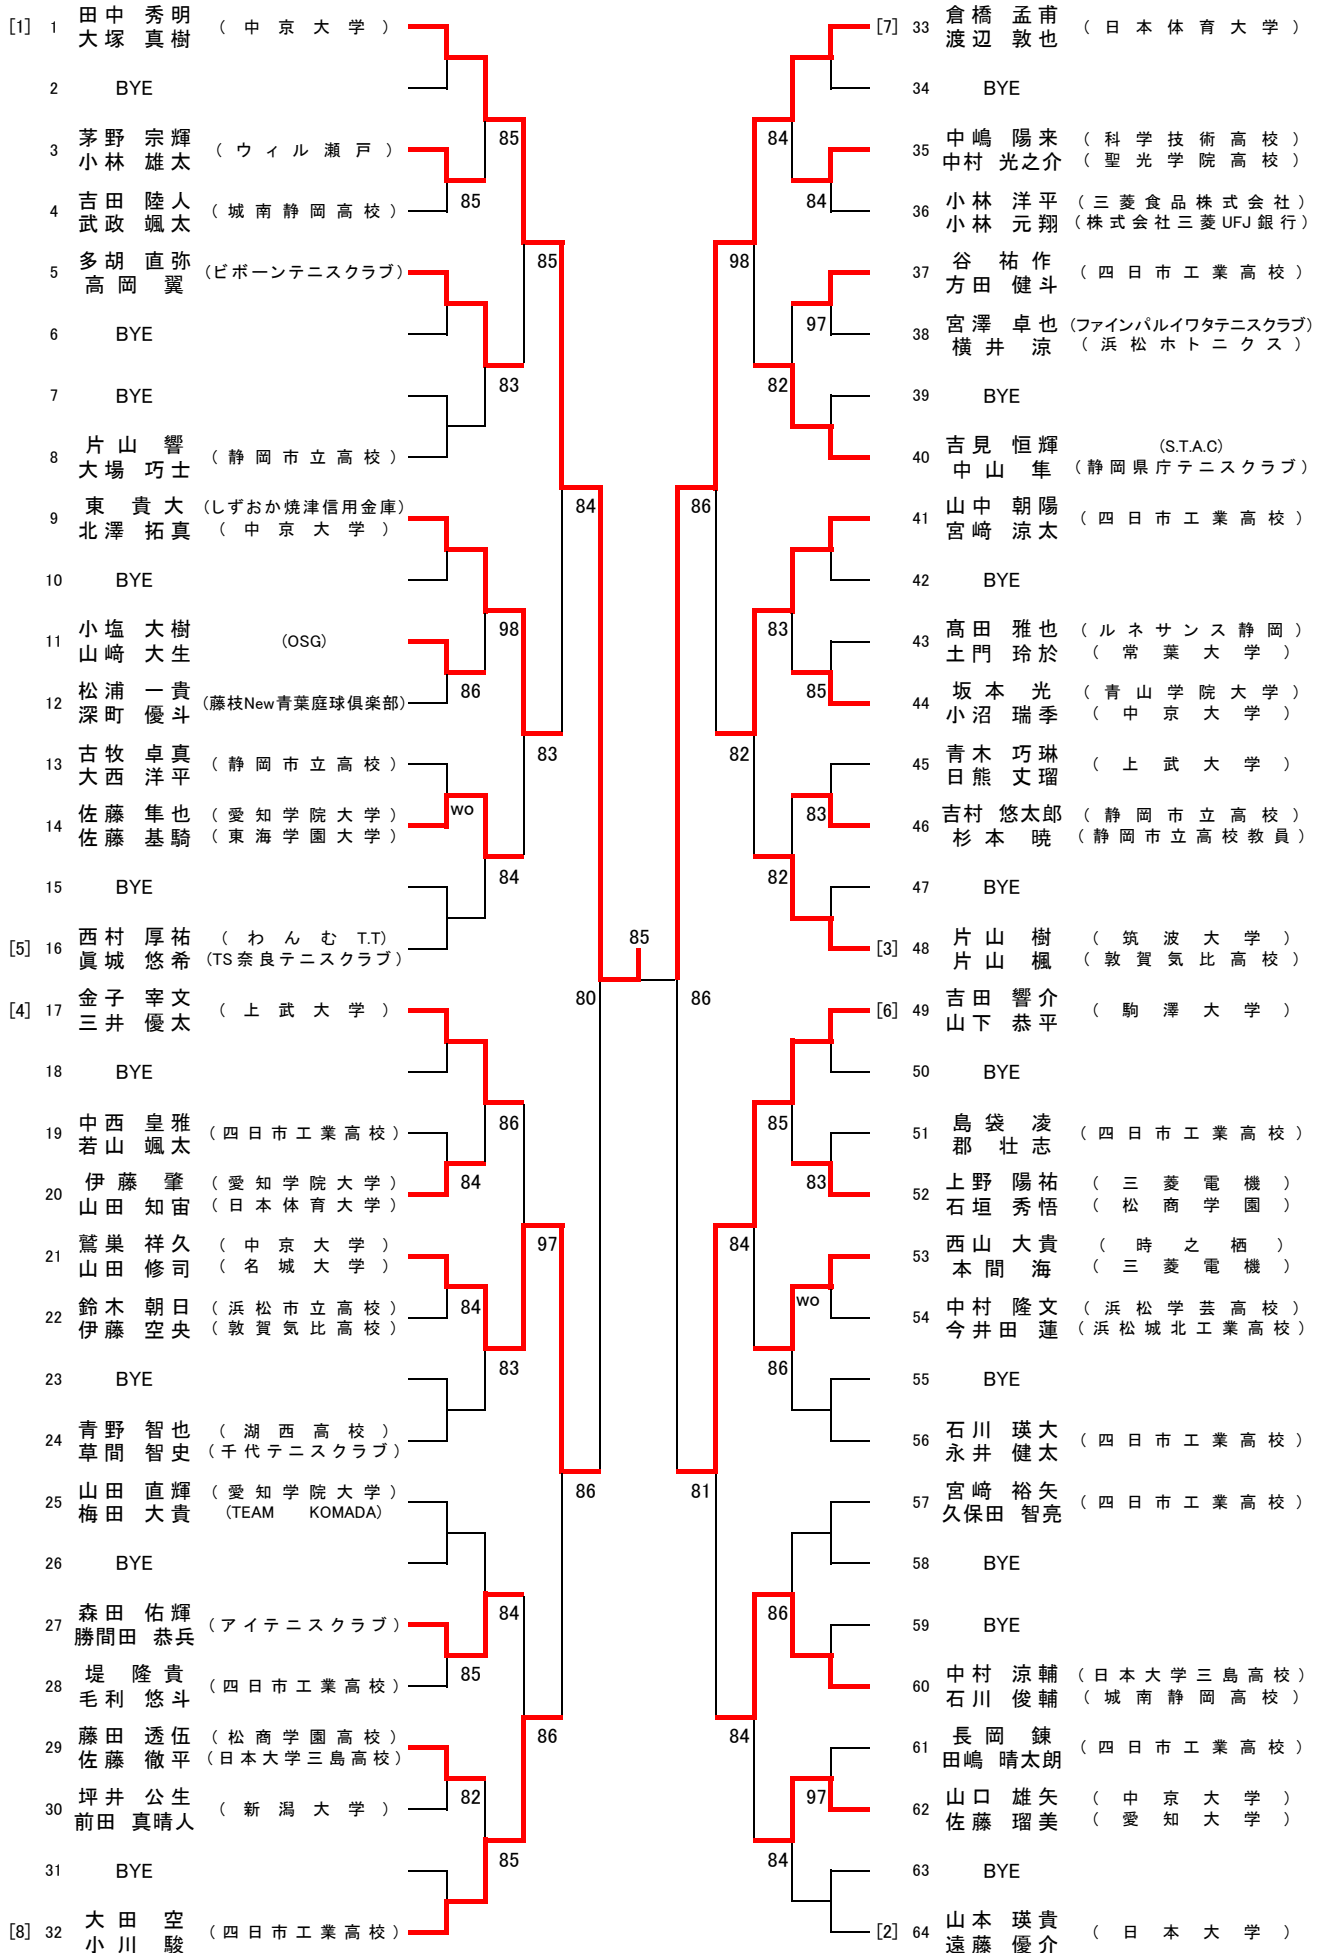 [1] 1 田中 秀明 大塚 真樹 (中京大学)
2 BYE
3 茅野 宗輝 小林 雄太 (ウィル瀬戸)
4 吉田 陸人 武政 颯太 (城南静岡高校)
5 多胡 直弥 高岡 翼 (ビボーンテニスクラブ)
6 BYE
7 BYE
8 片山 響 大場 巧士 (静岡市立高校)
9 東 貴大 (しずおか焼津信用金庫) 北澤 拓真 (中京大学)
10 BYE
11 小塩 大樹 山﨑 大生 (OSG)
12 松浦 一貴 深町 優斗 (藤枝New青葉庭球倶楽部)
13 古牧 卓真 大西 洋平 (静岡市立高校)
14 佐藤 隼也 (愛知学院大学) 佐藤 基騎 (東海学園大学)
15 BYE
[5] 16 西村 厚祐 (わんむ T.T) 眞城 悠希 (TS奈良テニスクラブ)
[4] 17 金子 宰文 三井 優太 (上武大学)
18 BYE
19 中西 皇雅 若山 颯太 (四日市工業高校)
20 伊藤 肇 (愛知学院大学) 山田 知宙 (日本体育大学)
21 鷲巣 祥久 (中京大学) 山田 修司 (名城大学)
22 鈴木 朝日 (浜松市立高校) 伊藤 空央 (敦賀気比高校)
23 BYE
24 青野 智也 (湖西高校) 草間 智史 (千代テニスクラブ)
25 山田 直輝 (愛知学院大学) 梅田 大貴 (TEAM KOMADA)
26 BYE
27 森田 佑輝 勝間田 恭兵 (アイテニスクラブ)
28 堤 隆貴 毛利 悠斗 (四日市工業高校)
29 藤田 透伍 (松商学園高校) 佐藤 徹平 (日本大学三島高校)
30 坪井 公生 前田 真晴人 (新潟大学)
31 BYE
[8] 32 大田 空 小川 駿 (四日市工業高校)
85
85
85
83
98
86
83
wo
84
84
86
84
97
84
83
84
85
86
82
85
86
80
85
[7] 33 倉橋 孟甫 渡辺 敦也 (日本体育大学)
34 BYE
35 中嶋 陽来 (科学技術高校) 中村 光之介 (聖光学院高校)
36 小林 洋平 (三菱食品株式会社) 小林 元翔 (株式会社三菱UFJ銀行)
37 谷 祐作 方田 健斗 (四日市工業高校)
38 宮澤 卓也 (ファインパルイワタテニスクラブ) 横井 涼 (浜松ホトニクス)
39 BYE
40 吉見 恒輝 (S.T.A.C) 中山 隼 (静岡県庁テニスクラブ)
41 山中 朝陽 宮﨑 涼太 (四日市工業高校)
42 BYE
43 髙田 雅也 (ルネサンス静岡) 土門 玲於 (常葉大学)
44 坂本 光 (青山学院大学) 小沼 瑞季 (中京大学)
45 青木 巧琳 日熊 丈瑠 (上武大学)
46 吉村 悠太郎 (静岡市立高校) 杉本 暁 (静岡市立高校教員)
47 BYE
[3] 48 片山 樹 (筑波大学) 片山 楓 (敦賀気比高校)
[6] 49 吉田 響介 山下 恭平 (駒澤大学)
50 BYE
51 島袋 凌 郡 壮志 (四日市工業高校)
52 上野 陽祐 (三菱電機) 石垣 秀悟 (松商学園)
53 西山 大貴 (時之栖) 本間 海 (三菱電機)
54 中村 隆文 (浜松学芸高校) 今井田 蓮 (浜松城北工業高校)
55 BYE
56 石川 瑛大 永井 健太 (四日市工業高校)
57 宮﨑 裕矢 久保田 智亮 (四日市工業高校)
58 BYE
59 BYE
60 中村 涼輔 (日本大学三島高校) 石川 俊輔 (城南静岡高校)
61 長岡 錬 田嶋 晴太朗 (四日市工業高校)
62 山口 雄矢 (中京大学) 佐藤 瑠美 (愛知大学)
63 BYE
[2] 64 山本 瑛貴 遠藤 優介 (日本大学)
84
84
98
97
82
86
83
85
82
83
82
86
85
83
84
wo
86
81
86
84
97
84